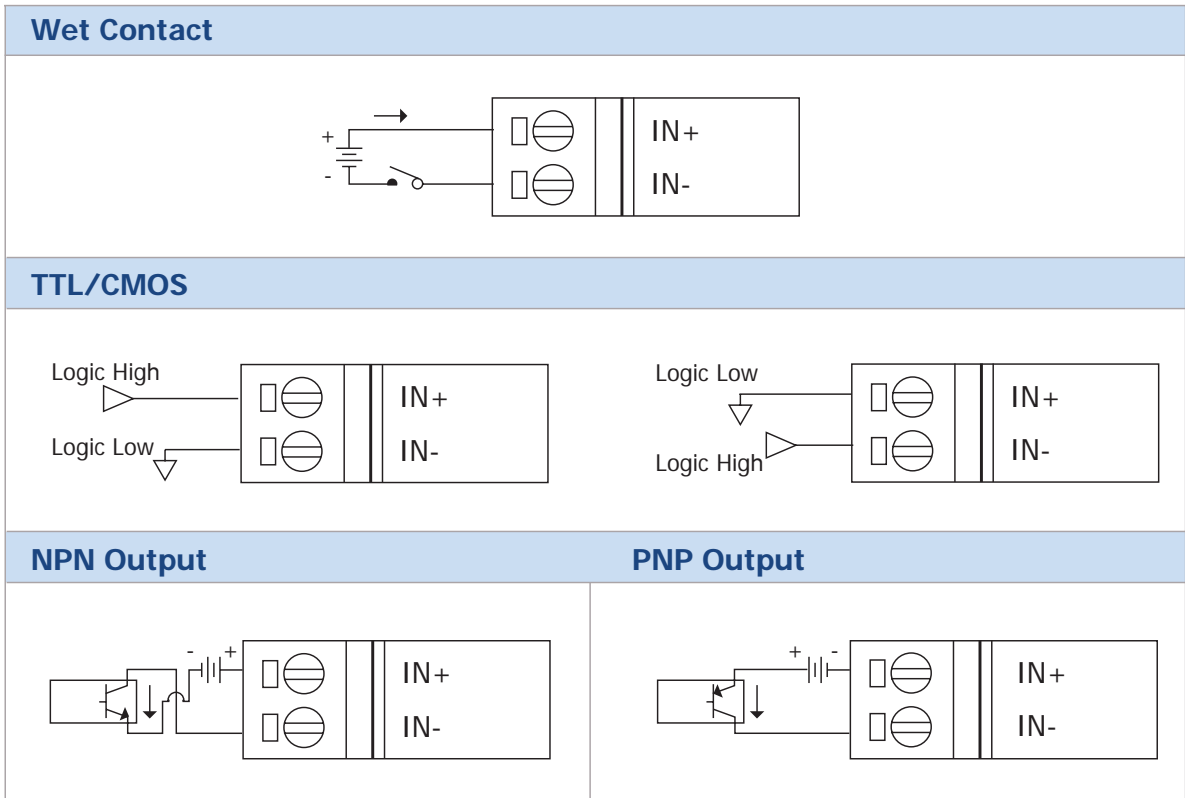 Wet Contact
+
-
IN+
IN-
TTL/CMOS
Logic High
Logic Low
IN+
IN-
Logic Low
Logic High
IN+
IN-
NPN Output
PNP Output
- +
IN+
IN-
+ -
IN+
IN-